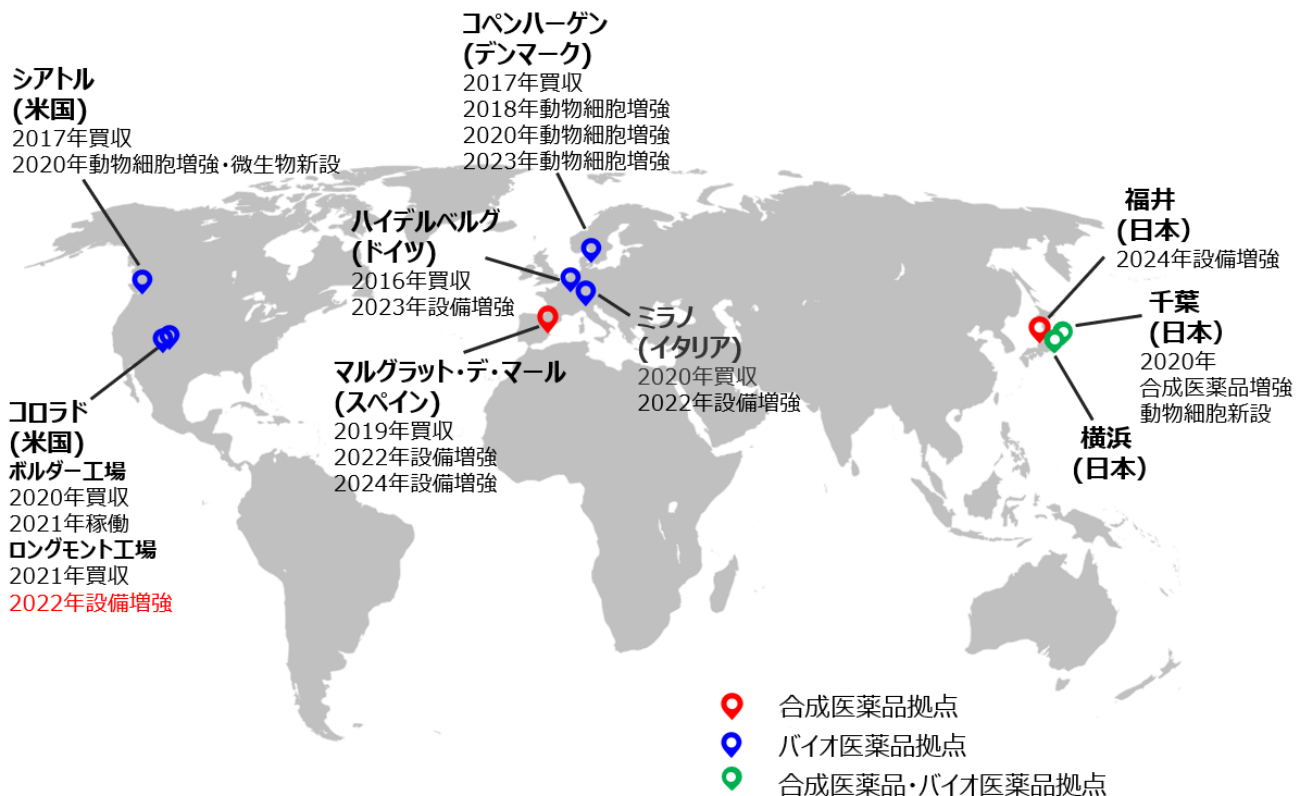 コペンハーゲン
(デンマーク)
2017年買収
2018年動物細胞増強
2020年動物細胞増強
2023年動物細胞増強
シアトル
(米国)
2017年買収
2020年動物細胞増強・微生物新設
ハイデルベルグ
(ドイツ)
2016年買収
2023年設備増強
福井
(日本)
2024年設備増強
千葉
(日本)
2020年
合成医薬品増強
動物細胞新設
ミラノ
(イタリア)
2020年買収
2022年設備増強
マルグラット・デ・マール
(スペイン)
2019年買収
2022年設備増強
2024年設備増強
コロラド
(米国)
ボルダー工場
2020年買収
2021年稼働
ロングモント工場
2021年買収
2022年設備増強
横浜
(日本)
合成医薬品拠点
バイオ医薬品拠点
合成医薬品・バイオ医薬品拠点